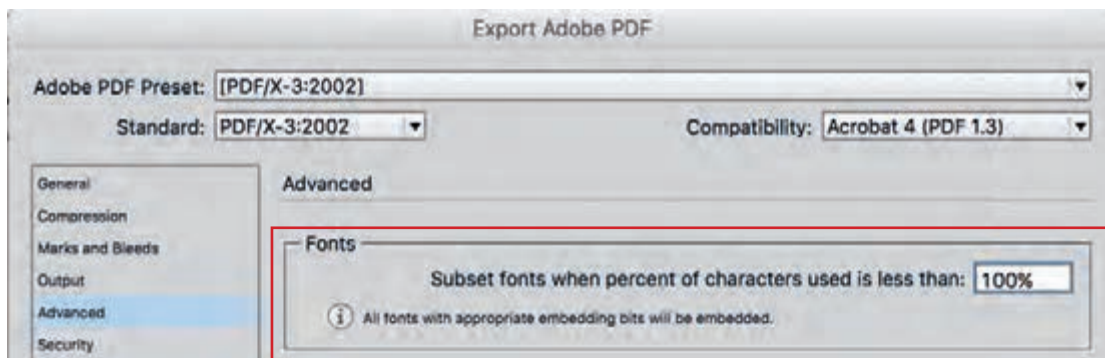 Export Adobe PDF
Adobe PDF Preset: [PDF/X-3:2002]
Standard: PDF/X-3:2002 Compatibility: Acrobat 4 (PDF 1.3)
General Advanced
Compression
Marks and Bleeds Fonts
Output Subset fonts when percent of characters used is less than: 100%
Advanced i All fonts with appropriate embedding bits will be embedded.
Security